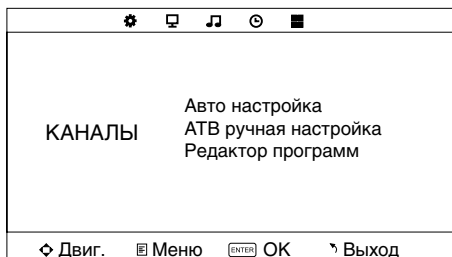 КАНАЛЫ
Авто настройка
АТВ ручная настройка
Редактор программ
Двиг. Меню ENTER OK Выход